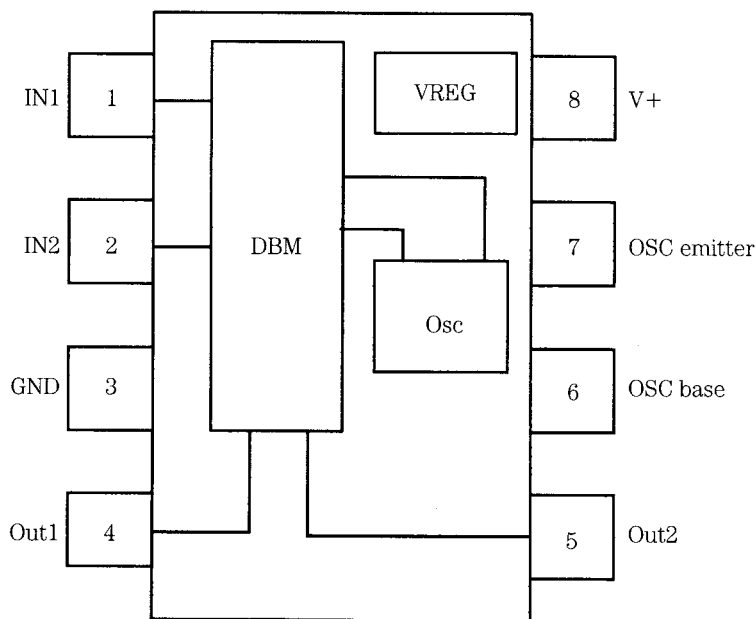 IN1
1
VREG
8
V+
IN2
2
DBM
7
OSC emitter
Osc
GND
3
6
OSC base
Out1
4
5
Out2